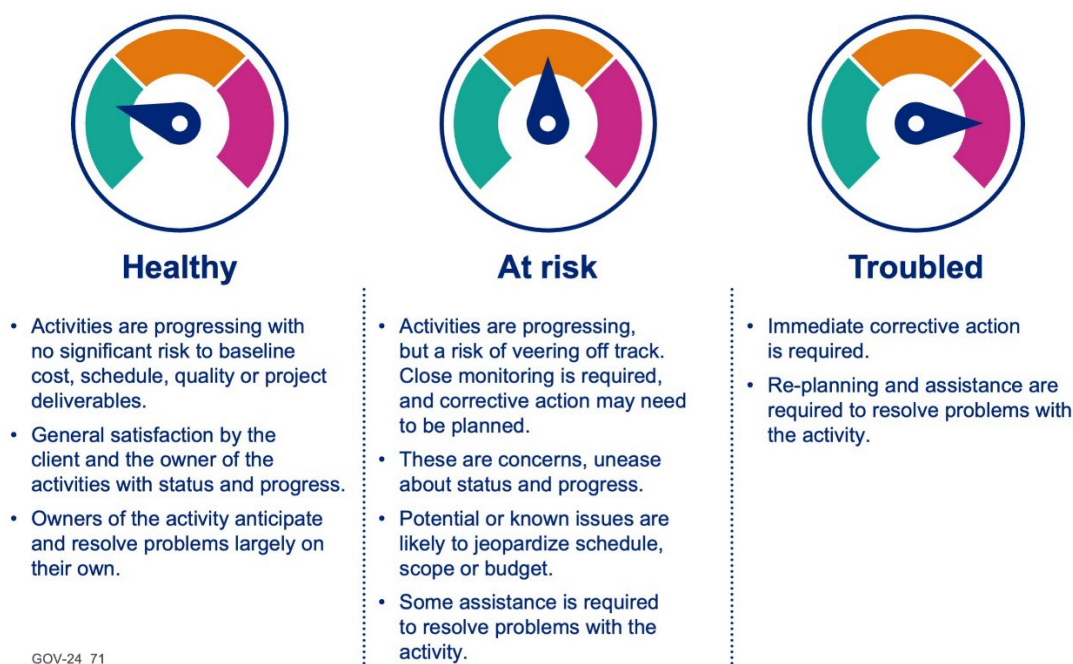 Healthy
• Activities are progressing with
no significant risk to baseline
cost, schedule, quality or project
deliverables.
• General satisfaction by the
client and the owner of the
activities with status and progress.
• Owners of the activity anticipate
and resolve problems largely on
their own.
At risk
• Activities are progressing,
but a risk of veering off track.
Close monitoring is required,
and corrective action may need
to be planned.
• These are concerns, unease
about status and progress.
• Potential or known issues are
likely to jeopardize schedule,
scope or budget.
• Some assistance is required
to resolve problems with the
activity.
Troubled
• Immediate corrective action
is required.
• Re-planning and assistance are
required to resolve problems with
the activity.
GOV-24 71